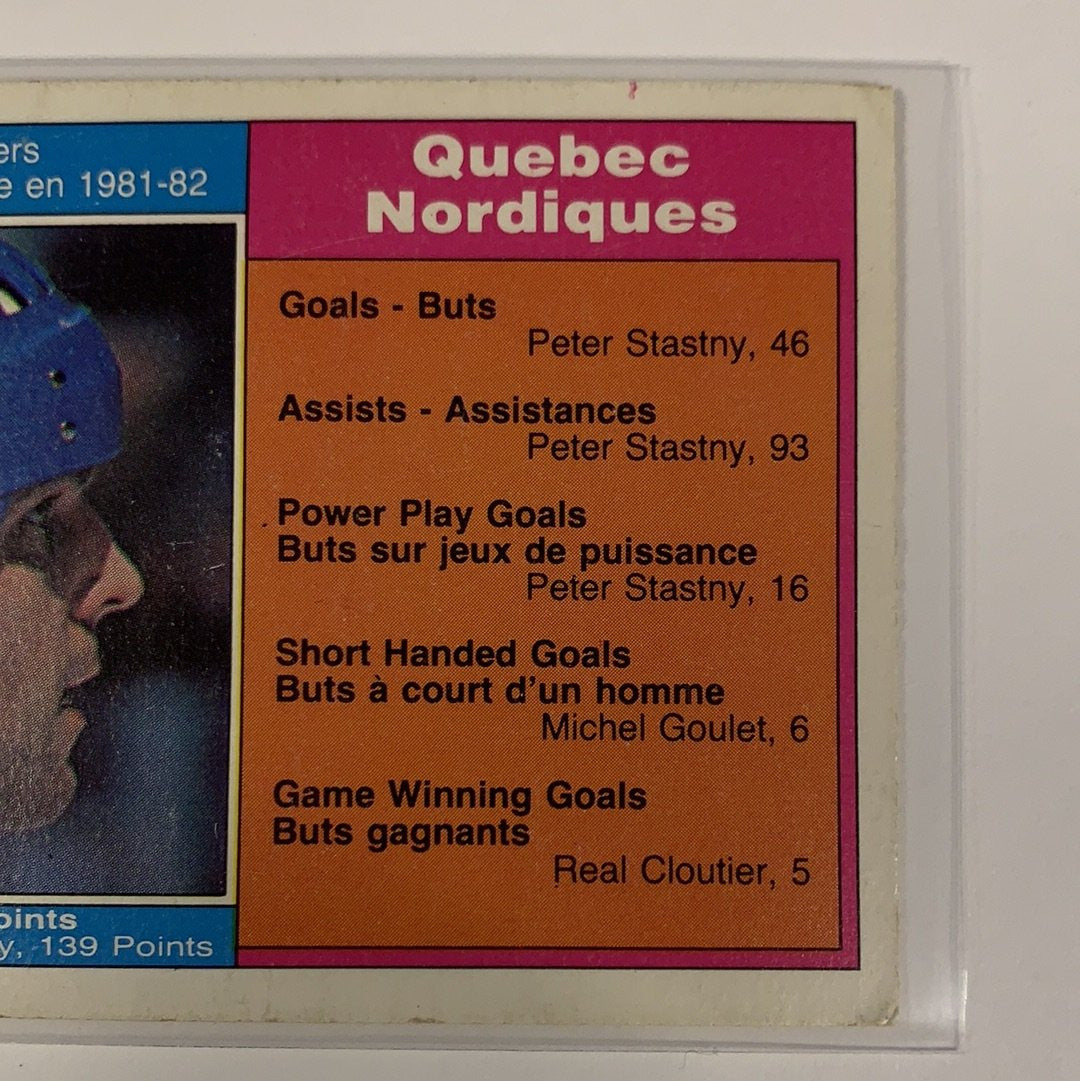 ers
e en 1981-82
Quebec
Nordiques
Goals - Buts
Peter Stastny, 46
Assists - Assistances
Peter Stastny, 93
Power Play Goals
Buts sur jeux de puissance
Peter Stastny, 16
Short Handed Goals
Buts à court d'un homme
Michel Goulet, 6
Game Winning Goals
Buts gagnants
Real Cloutier, 5
oints
y, 139 Points